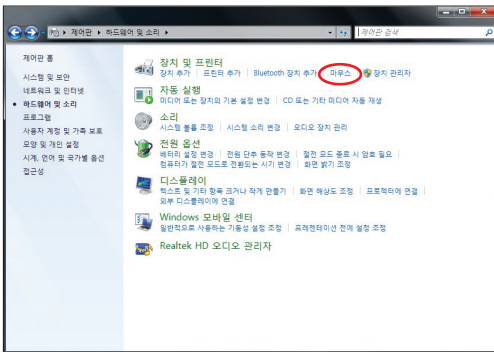 제어판 ▸ 하드웨어 및 소리 ▸
제어판 검색
제어판 홈
시스템 및 보안
네트워크 및 인터넷
하드웨어 및 소리
프로그램
사용자 계정 및 가족 보호
모양 및 개인 설정
시계, 언어 및 국가별 옵션
접근성
장치 및 프린터
장치 추가 | 프린터 추가 | Bluetooth 장치 추가 | 마우스 | 장치 관리자
자동 실행
미디어 또는 장치의 기본 설정 변경 | CD 또는 기타 미디어 자동 재생
소리
시스템 볼륨 조정 | 시스템 소리 변경 | 오디오 장치 관리
전원 옵션
배터리 설정 변경 | 전원 단추 동작 변경 | 절전 모드 종료 시 암호 필요 |
컴퓨터가 절전 모드로 전환되는 시기 변경 | 화면 밝기 조정
디스플레이
텍스트 및 기타 항목 크거나 작게 만들기 | 화면 해상도 조정 | 프로젝터에 연결 |
외부 디스플레이에 연결
Windows 모바일 센터
일반적으로 사용하는 기동성 설정 조정 | 프레젠테이션 전에 설정 조정
Realtek HD 오디오 관리자